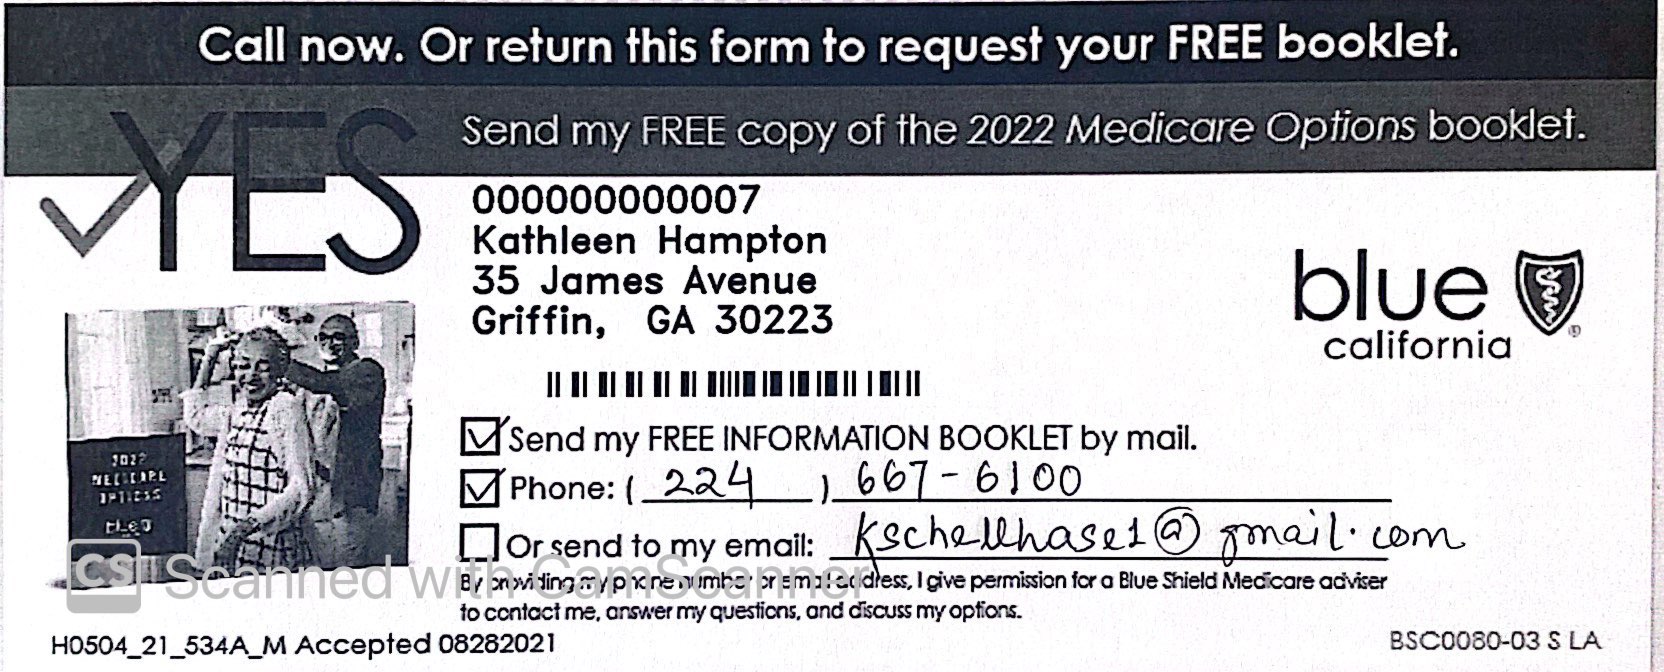 Call now. Or return this form to request your FREE booklet.
YES
Send my FREE copy of the 2022 Medicare Options booklet.
000000000007
Kathleen Hampton
35 James Avenue
Griffin, GA 30223
blue
california
Send my FREE INFORMATION BOOKLET by mail.
Phone: ( 224 ) 667-6100
Or send to my email: kschellhase1@gmail.com
By providing my phone number or email address, I give permission for a Blue Shield Medicare adviser
to contact me, answer my questions, and discuss my options.
2022
MEDICARE
OPTIONS
CS Scanned with CamScanner
H0504_21_534A_M Accepted 08282021
BSC0080-03 S LA